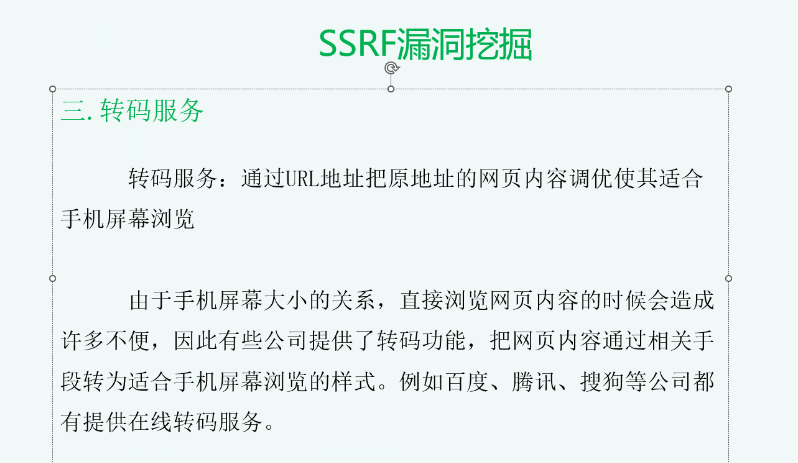 SSRF漏洞挖掘
三.转码服务
转码服务：通过URL地址把原地址的网页内容调优使其适合
手机屏幕浏览
由于手机屏幕大小的关系，直接浏览网页内容的时候会造成
许多不便，因此有些公司提供了转码功能，把网页内容通过相关手
段转为适合手机屏幕浏览的样式。例如百度、腾讯、搜狗等公司都
有提供在线转码服务。